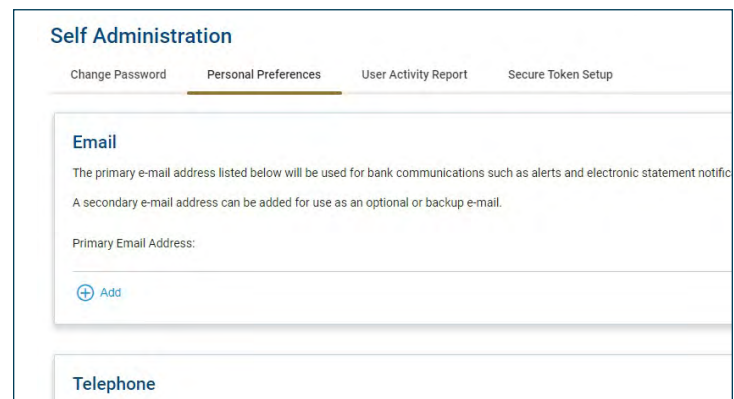 Self Administration
Change Password Personal Preferences User Activity Report Secure Token Setup
Email
The primary e-mail address listed below will be used for bank communications such as alerts and electronic statement notific
A secondary e-mail address can be added for use as an optional or backup e-mail.
Primary Email Address:
Add
Telephone